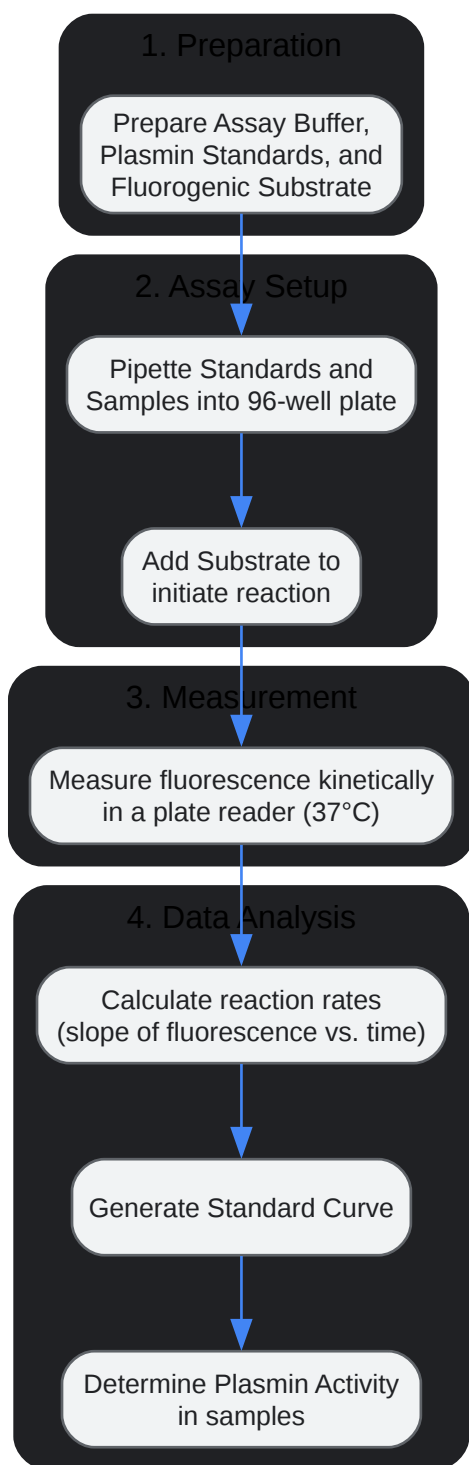 1. Preparation
Prepare Assay Buffer,
Plasmin Standards, and
Fluorogenic Substrate
2. Assay Setup
Pipette Standards and
Samples into 96-well plate
Add Substrate to
initiate reaction
3. Measurement
Measure fluorescence kinetically
in a plate reader (37°C)
4. Data Analysis
Calculate reaction rates
(slope of fluorescence vs. time)
Generate Standard Curve
Determine Plasmin Activity
in samples